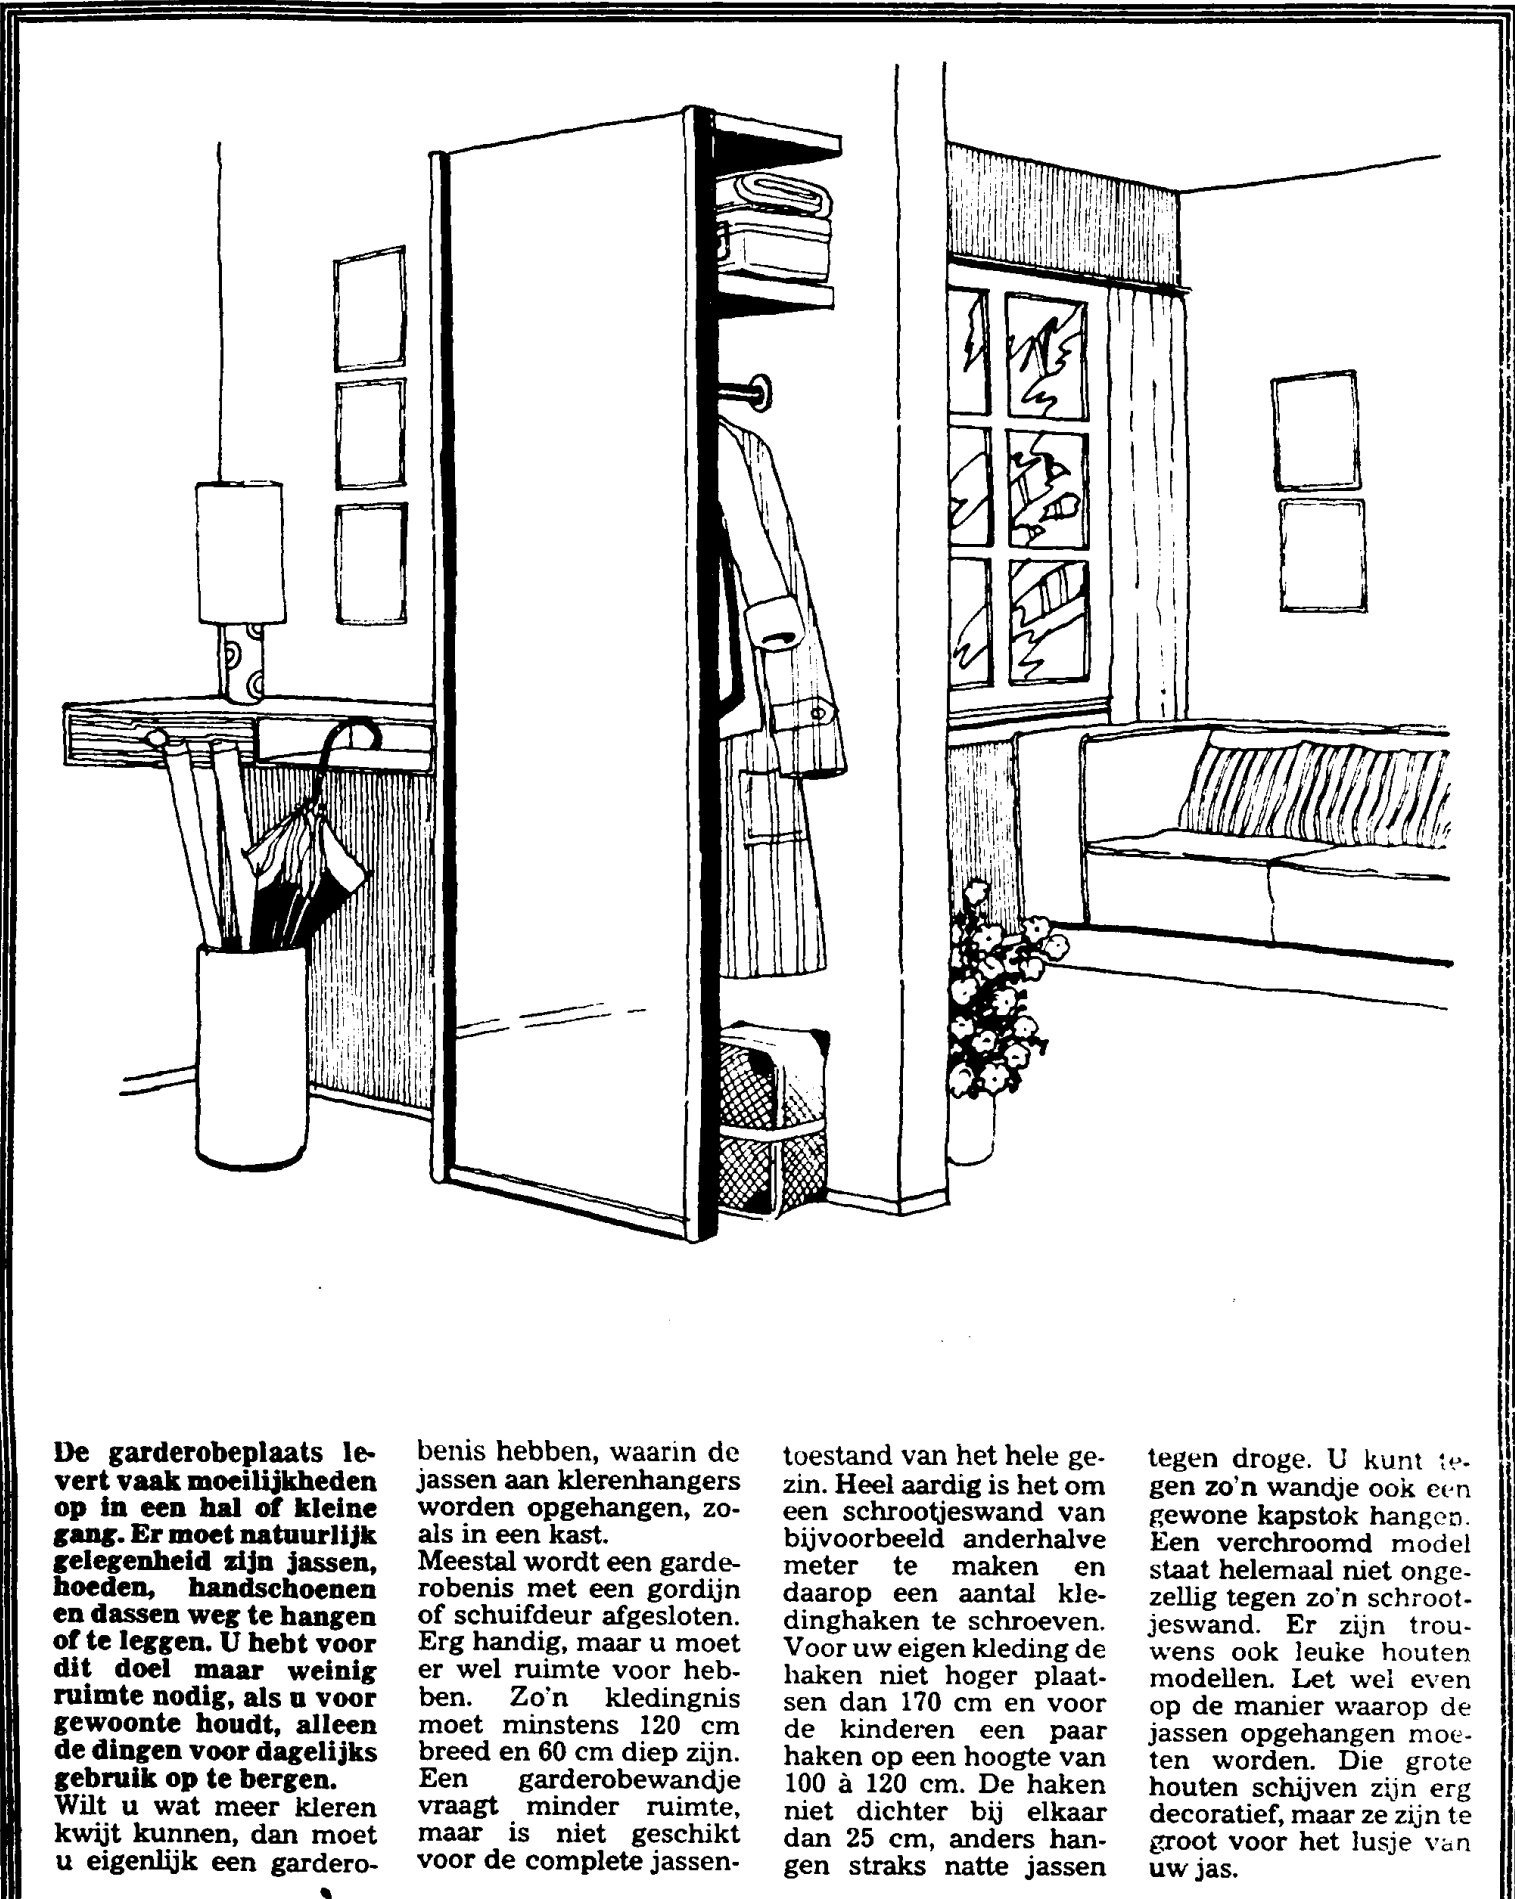 De garderobeplaats le-
vert vaak moeilijkheden
op in een hal of kleine
gang. Er moet natuurlijk
gelegenheid zijn jassen,
hoeden, handschoenen
en dassen weg te hangen
of te leggen. U hebt voor
dit doel maar weinig
ruimte nodig, als u voor
gewoonte houdt, alleen
de dingen voor dagelijks
gebruik op te bergen.
Wilt u wat meer kleren
kwijt kunnen, dan moet
u eigenlijk een gardero-
benis hebben, waarin de
jassen aan klerenhangers
worden opgehangen, zo-
als in een kast.
Meestal wordt een garde-
robenis met een gordijn
of schuifdeur afgesloten.
Erg handig, maar u moet
er wel ruimte voor heb-
ben. Zo'n kledingnis
moet minstens 120 cm
breed en 60 cm diep zijn.
Een garderobewandje
vraagt minder ruimte,
maar is niet geschikt
voor de complete jassen-
toestand van het hele ge-
zin. Heel aardig is het om
een schrootjeswand van
bijvoorbeeld anderhalve
meter te maken en
daarop een aantal kle-
dinghaken te schroeven.
Voor uw eigen kleding de
haken niet hoger plaat-
sen dan 170 cm en voor
de kinderen een paar
haken op een hoogte van
100 à 120 cm. De haken
niet dichter bij elkaar
dan 25 cm, anders han-
gen straks natte jassen
tegen droge. U kunt te-
gen zo'n wandje ook een
gewone kapstok hangen.
Een verchroomd model
staat helemaal niet onge-
zellig tegen zo'n schroot-
jeswand. Er zijn trou-
wens ook leuke houten
modellen. Let wel even
op de manier waarop de
jassen opgehangen moe-
ten worden. Die grote
houten schijven zijn erg
decoratief, maar ze zijn te
groot voor het lusje van
uw jas.